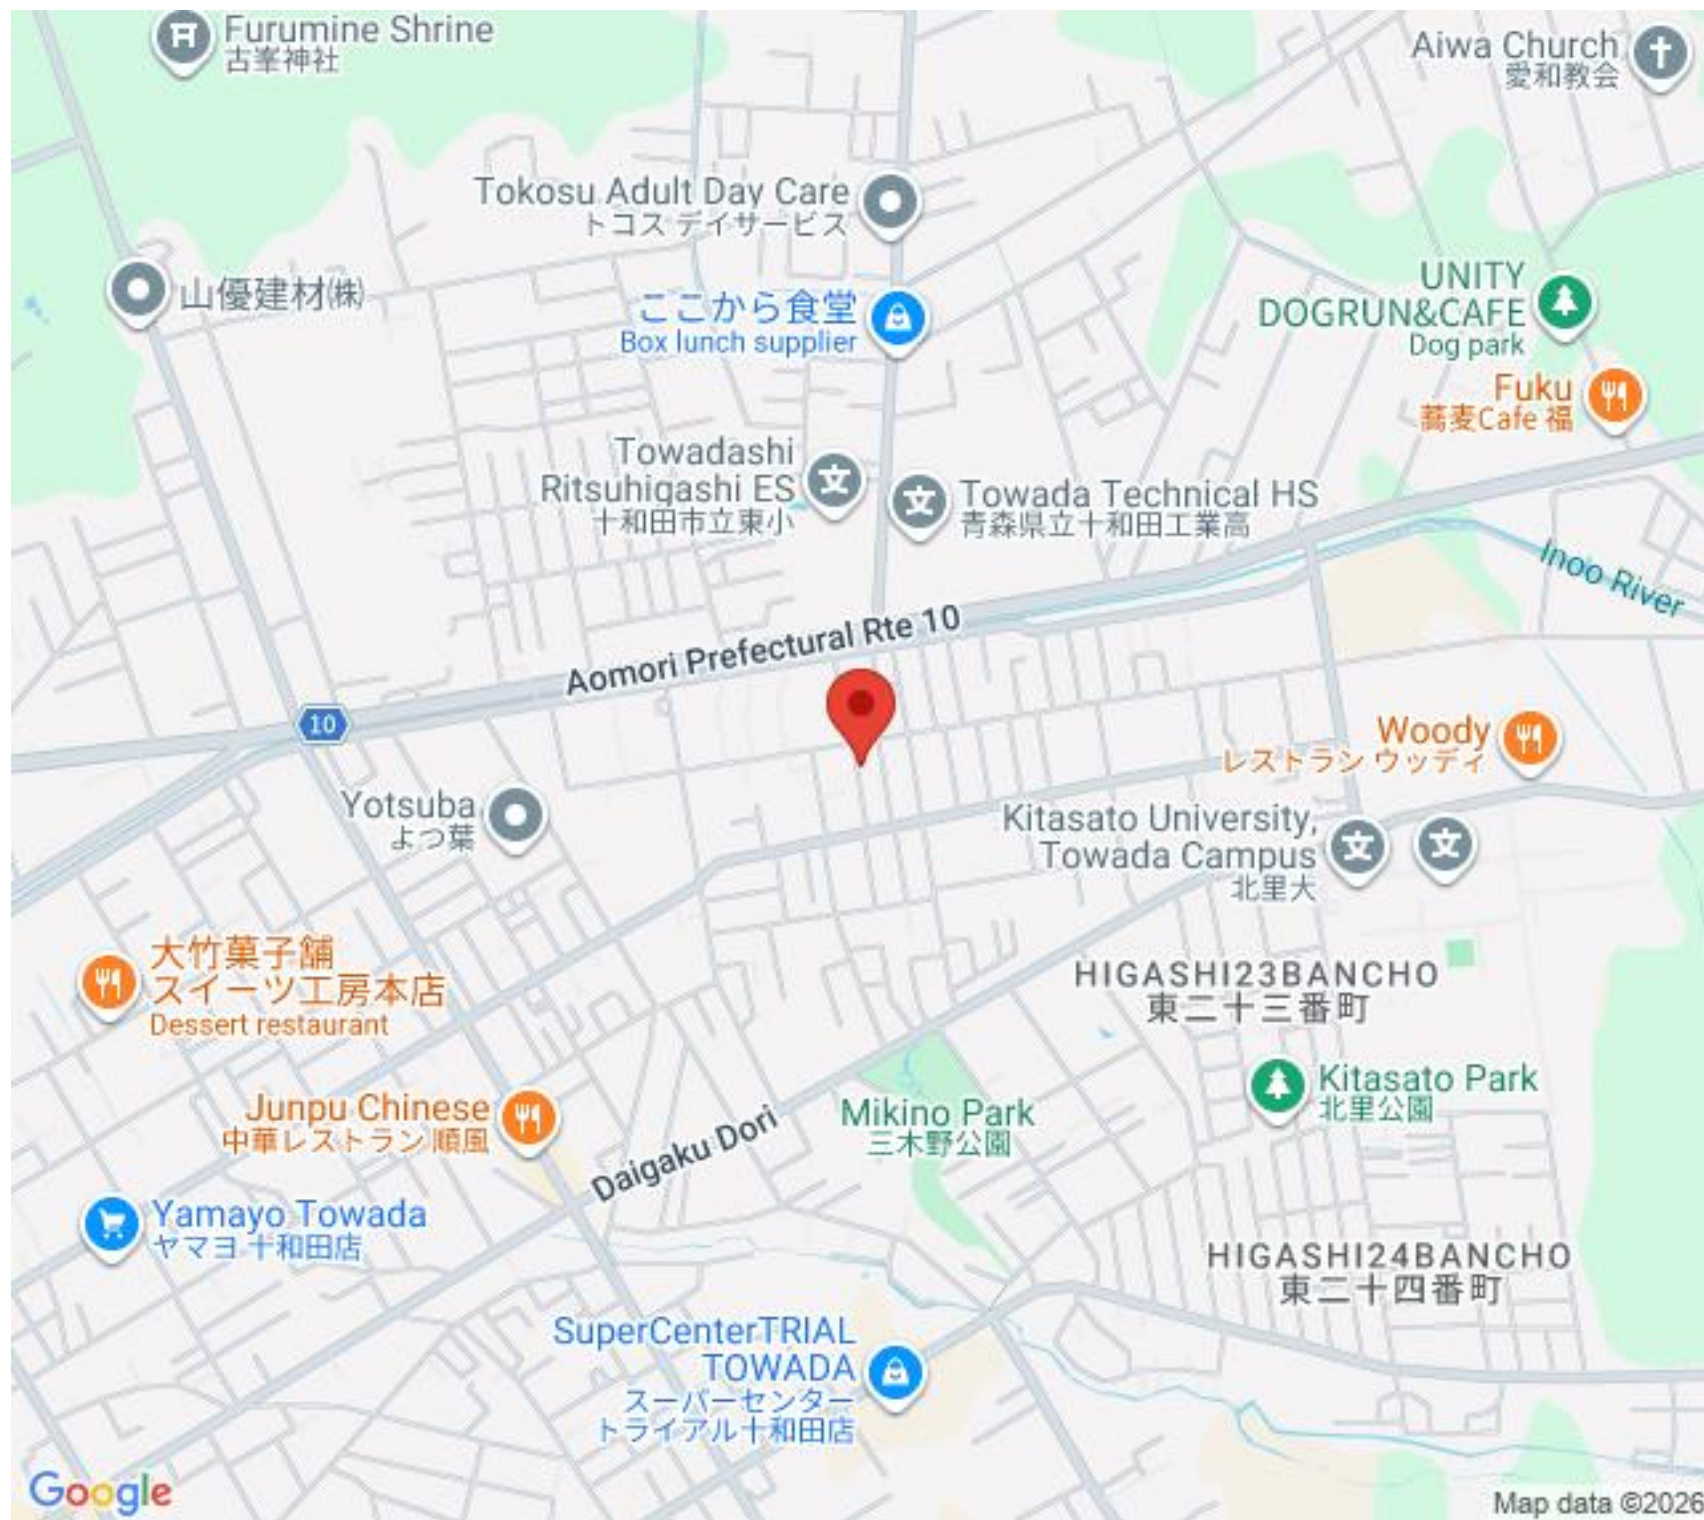 Furumine Shrine
古峯神社
Aiwa Church
愛和教会
Tokosu Adult Day Care
トコス デイサービス
山優建材㈱
ここから食堂
Box lunch supplier
UNITY
DOGRUN&CAFE
Dog park
Fuku
蕎麦Cafe 福
Towadashi
Ritsuhigashi ES
十和田市立東小
Towada Technical HS
青森県立十和田工業高
Inoo River
Aomori Prefectural Rte 10
10
Woody
レストラン ウッディ
Yotsuba
よつ葉
Kitasato University,
Towada Campus
北里大
大竹菓子舗
スイーツ工房本店
Dessert restaurant
HIGASHI23BANCHO
東二十三番町
Kitasato Park
北里公園
Junpu Chinese
中華レストラン 順風
Daigaku Dori
Mikino Park
三木野公園
Yamayo Towada
ヤマヨ 十和田店
HIGASHI24BANCHO
東二十四番町
SuperCenterTRIAL
TOWADA
スーパーセンター
トライアル十和田店
Google
Map data ©2026